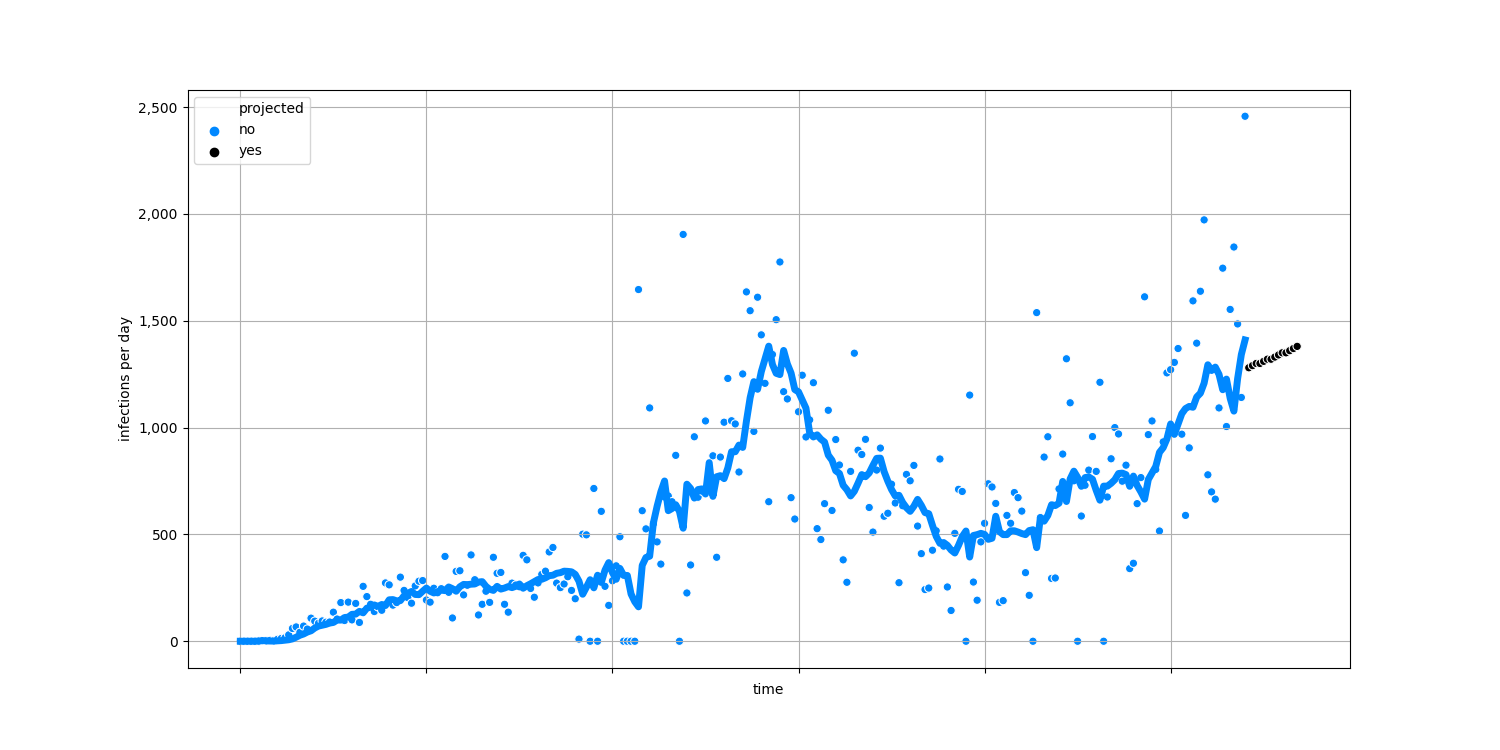 projected
no
yes
2,500
2,000
1,500
1,000
500
0
infections per day
time